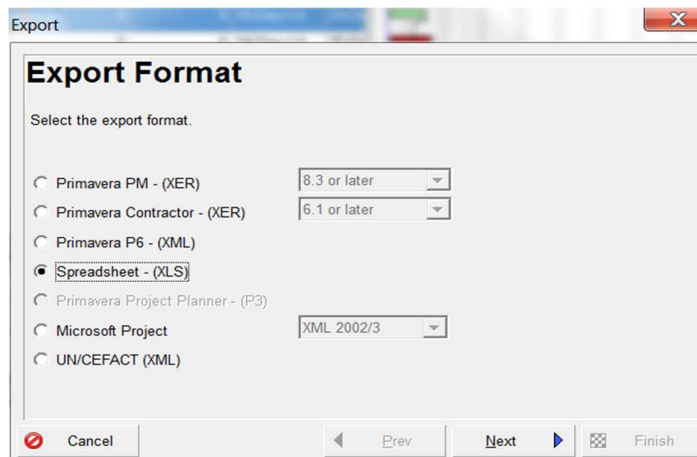 Export
Export Format
Select the export format.
Primavera PM - (XER) 8.3 or later
Primavera Contractor - (XER) 6.1 or later
Primavera P6 - (XML)
Spreadsheet - (XLS)
Primavera Project Planner - (P3)
Microsoft Project XML 2002/3
UN/CEFACT (XML)
Cancel Prev Next Finish